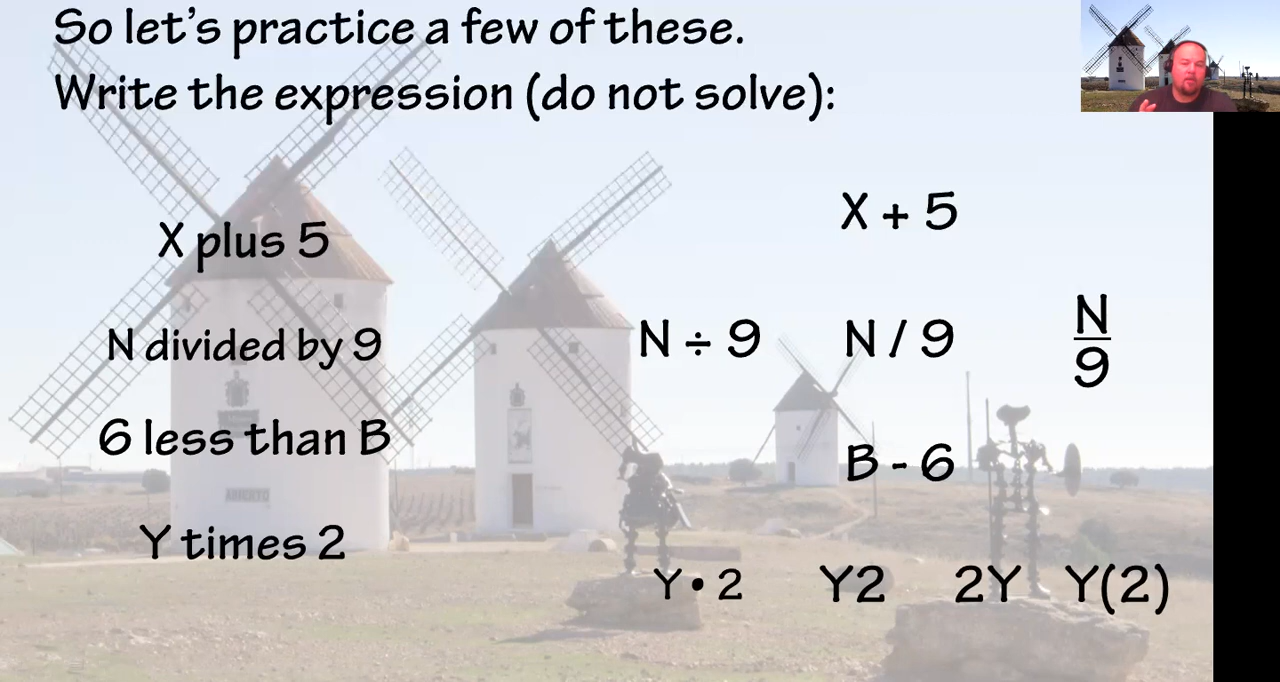 So let's practice a few of these.
Write the expression (do not solve):
X plus 5
X + 5
N divided by 9
N ÷ 9
N / 9
N
9
6 less than B
B - 6
Y times 2
Y • 2
Y2
2Y
Y(2)
ABIERTO